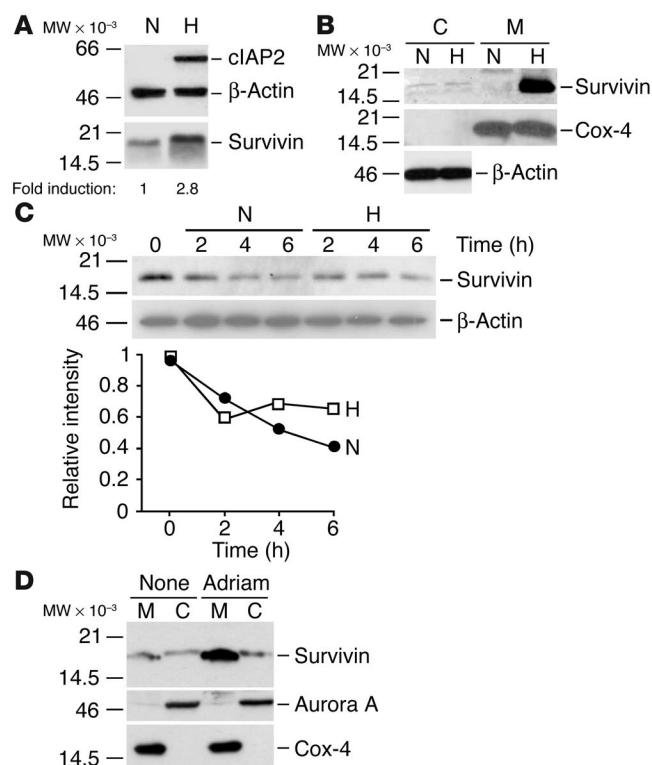 A
MW × 10⁻³ N H
66
cIAP2
46
β-Actin
21
Survivin
14.5
Fold induction: 1 2.8
B
C M
MW × 10⁻³ N H N H
21
Survivin
14.5
21
Cox-4
14.5
46
β-Actin
C
N H
MW × 10⁻³ 0 2 4 6 2 4 6 Time (h)
21
Survivin
14.5
46
β-Actin
Relative intensity
1
0.8
0.6
0.4
0.2
0
H
N
0 2 4 6
Time (h)
D
None Adriam
MW × 10⁻³ M C M C
21
Survivin
14.5
46
Aurora A
Cox-4
14.5